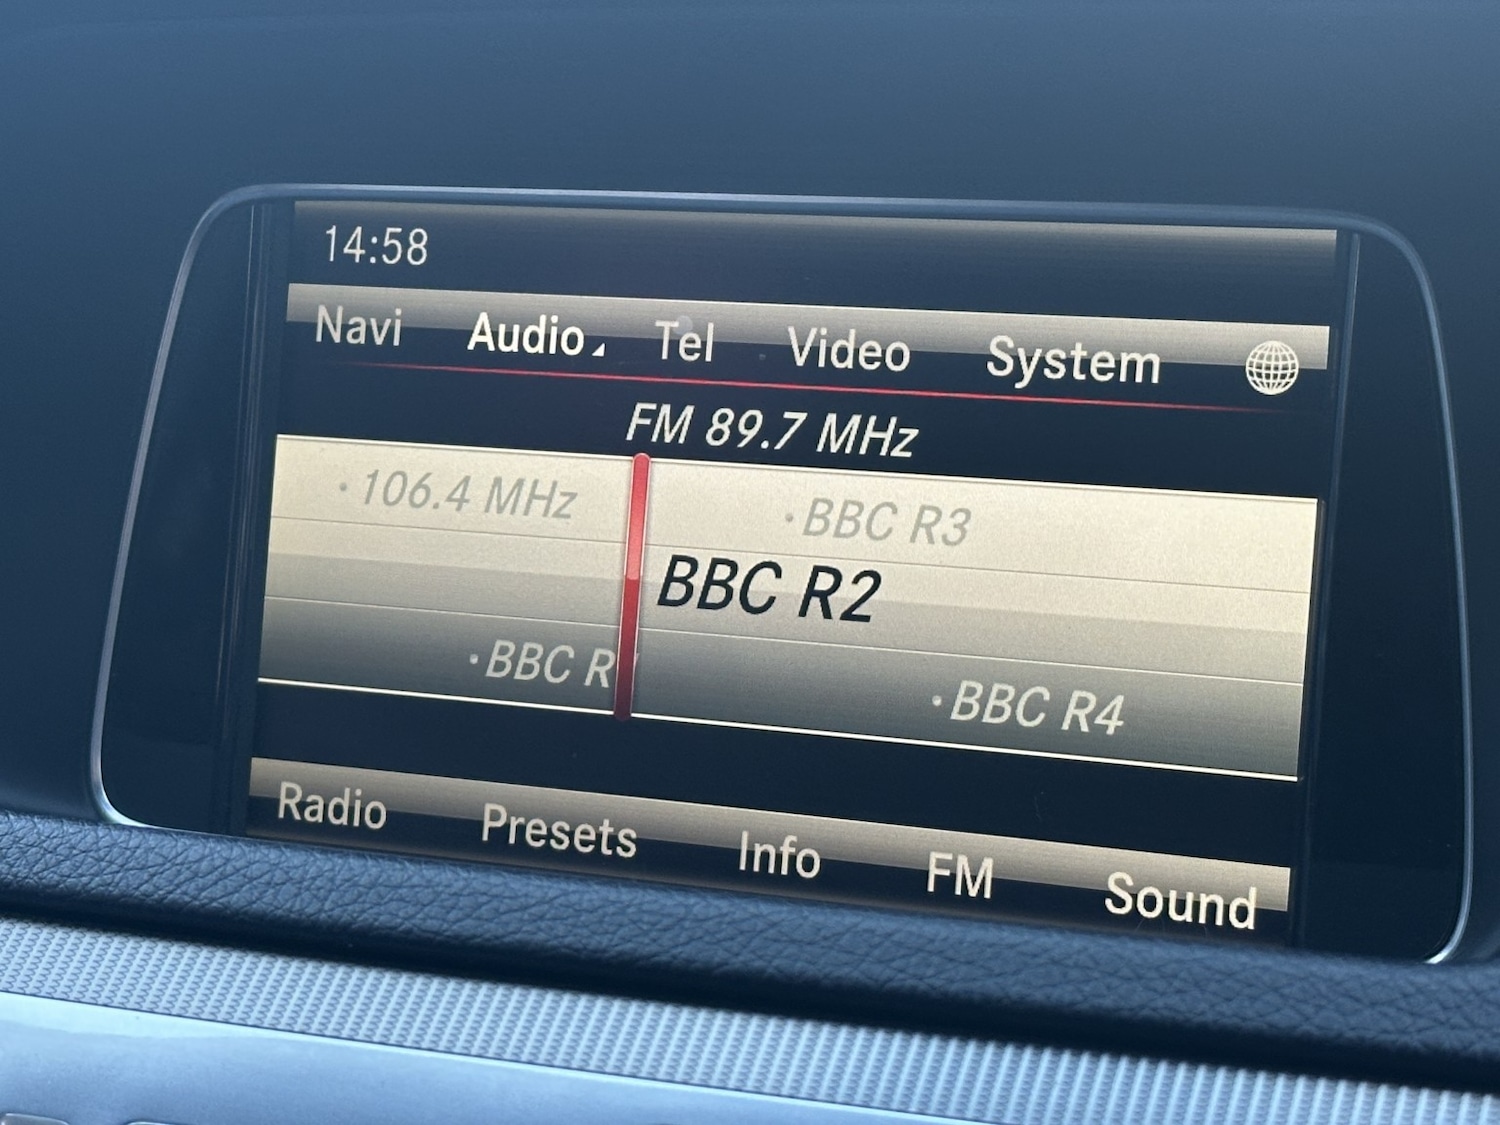 14:58
Navi Audio Tel Video System
FM 89.7 MHz
· 106.4 MHz · BBC R3
BBC R2
· BBC R · BBC R4
Radio Presets Info FM Sound